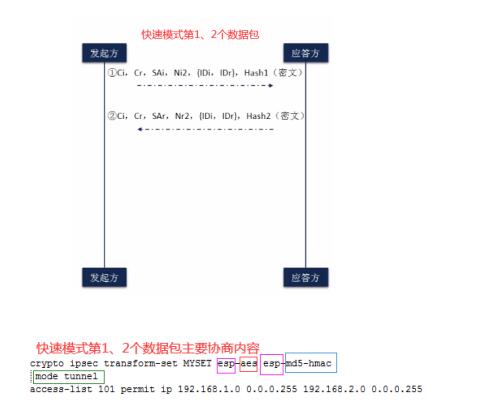 快速模式第1、2个数据包
发起方 应答方
①Ci，Cr，SAi，Ni2，{IDi，IDr}，Hash1（密文）
②Ci，Cr，SAr，Nr2，{IDi，IDr}，Hash2（密文）
发起方 应答方
快速模式第1、2个数据包主要协商内容
crypto ipsec transform-set MYSET esp-aes esp-md5-hmac
mode tunnel
access-list 101 permit ip 192.168.1.0 0.0.0.255 192.168.2.0 0.0.0.255